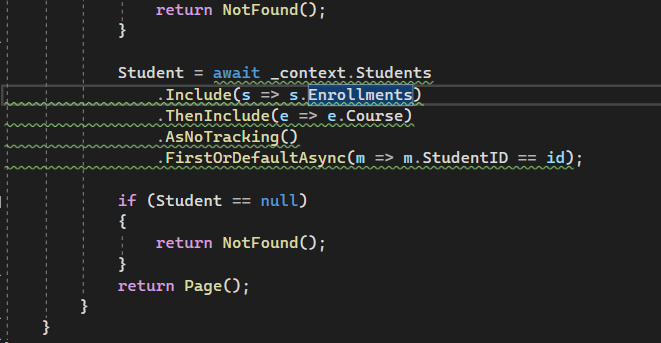 return NotFound();
}
Student = await _context.Students
.Include(s => s.Enrollments)
.ThenInclude(e => e.Course)
.AsNoTracking()
.FirstOrDefaultAsync(m => m.StudentID == id);
if (Student == null)
{
return NotFound();
}
return Page();
}
}